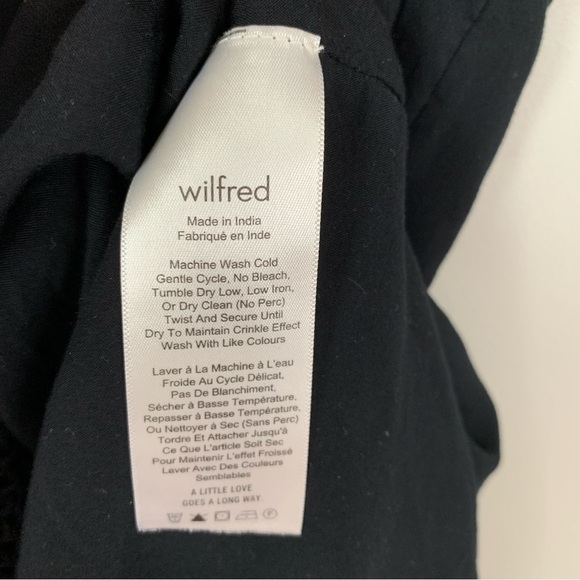 wilfred
Made in India
Fabriqué en Inde
Machine Wash Cold
Gentle Cycle, No Bleach,
Tumble Dry Low, Low Iron,
Or Dry Clean (No Perc)
Twist And Secure Until
Dry To Maintain Crinkle Effect
Wash With Like Colours
Laver à La Machine à L'eau
Froide Au Cycle Délicat,
Pas De Blanchiment,
Sécher à Basse Température,
Repasser à Basse Température,
Ou Nettoyer à Sec (Sans Perc)
Tordre Et Attacher Jusqu'à
Ce Que L'article Soit Sec
Pour Maintenir L'effet Froissé
Laver Avec Des Couleurs
Semblables
A LITTLE LOVE
GOES A LONG WAY.